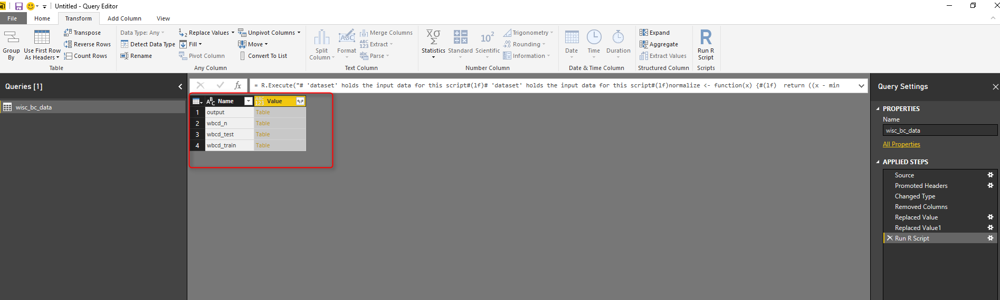 Untitled - Query Editor
File Home Transform Add Column View
Group By
Use First Row As Headers
Transpose
Reverse Rows
Count Rows
Table
Data Type: Any
Detect Data Type
Rename
Replace Values
Fill
Pivot Column
Unpivot Columns
Move
Convert To List
Any Column
Split Column
Format
Merge Columns
Extract
Parse
Text Column
Statistics
Standard
Scientific
Trigonometry
Rounding
Information
Number Column
Date
Time
Duration
Date & Time Column
Expand
Aggregate
Extract Values
Structured Column
Run R Script
Scripts
Queries [1]
wisc_bc_data
= R.Execute("# 'dataset' holds the input data for this script#(lf)# 'dataset' holds the input data for this script#(lf)normalize <- function(x) {#(lf)  return ((x - min
ABC Name ABC 123 Value
1 output Table
2 wbcd_n Table
3 wbcd_test Table
4 wbcd_train Table
Query Settings
PROPERTIES
Name
wisc_bc_data
All Properties
APPLIED STEPS
Source
Promoted Headers
Changed Type
Removed Columns
Replaced Value
Replaced Value1
Run R Script